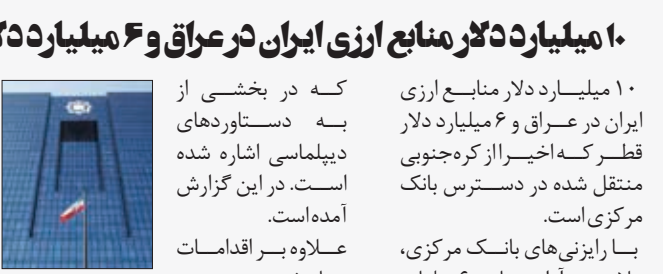 ۱۰ میلیارد دلار منابع ارزی ایران در عراق و ۶ میلیارد
۱۰ میلیارد دلار منابع ارزی
ایران در عراق و ۶ میلیارد دلار
قطر که اخیرا از کره‌جنوبی
منتقل شده در دسترس بانک
مرکزی است.
با رایزنی‌های بانک مرکزی،
که در بخشی از
به دستاوردهای
دیپلماسی اشاره شده
است. در این گزارش
آمده‌است.
علاوه بر اقدامات